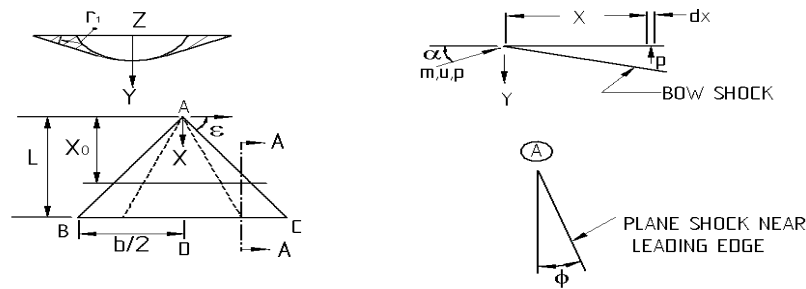 r1
Z
Y
A
ε
A
X0
X
L
B
b/2
D
C
A
X
dx
α
m,u,p
p
Y
BOW SHOCK
A
PLANE SHOCK NEAR
LEADING EDGE
ϕ